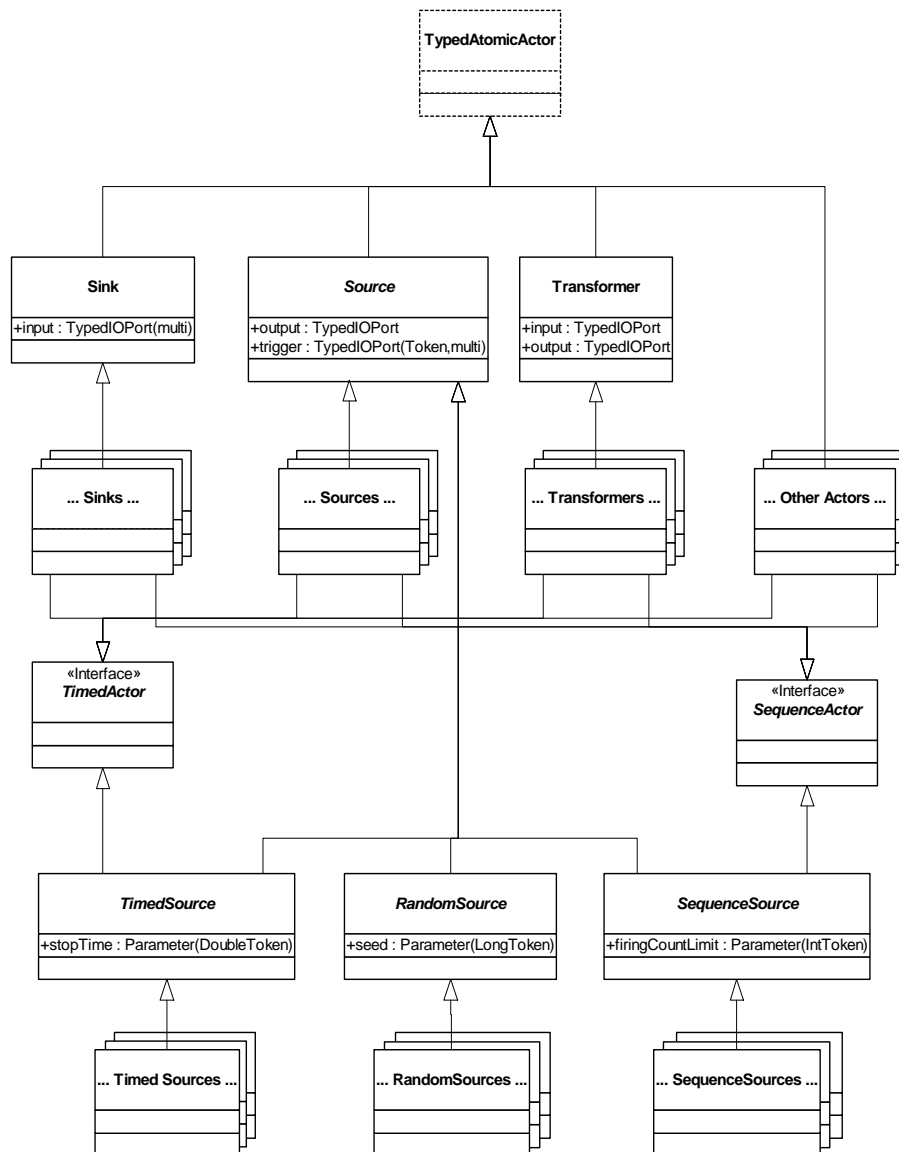 TypedAtomicActor
Sink
+input : TypedIOPort(multi)
Source
+output : TypedIOPort
+trigger : TypedIOPort(Token,multi)
Transformer
+input : TypedIOPort
+output : TypedIOPort
... Sinks ...
... Sources ...
... Transformers ...
... Other Actors ...
«Interface»
TimedActor
«Interface»
SequenceActor
TimedSource
+stopTime : Parameter(DoubleToken)
RandomSource
+seed : Parameter(LongToken)
SequenceSource
+firingCountLimit : Parameter(IntToken)
... Timed Sources ...
... RandomSources ...
... SequenceSources ...